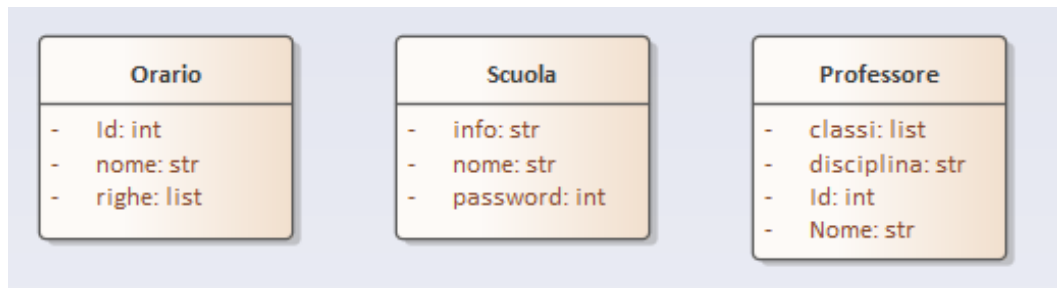 Orario
- Id: int
- nome: str
- righe: list
Scuola
- info: str
- nome: str
- password: int
Professore
- classi: list
- disciplina: str
- Id: int
- Nome: str